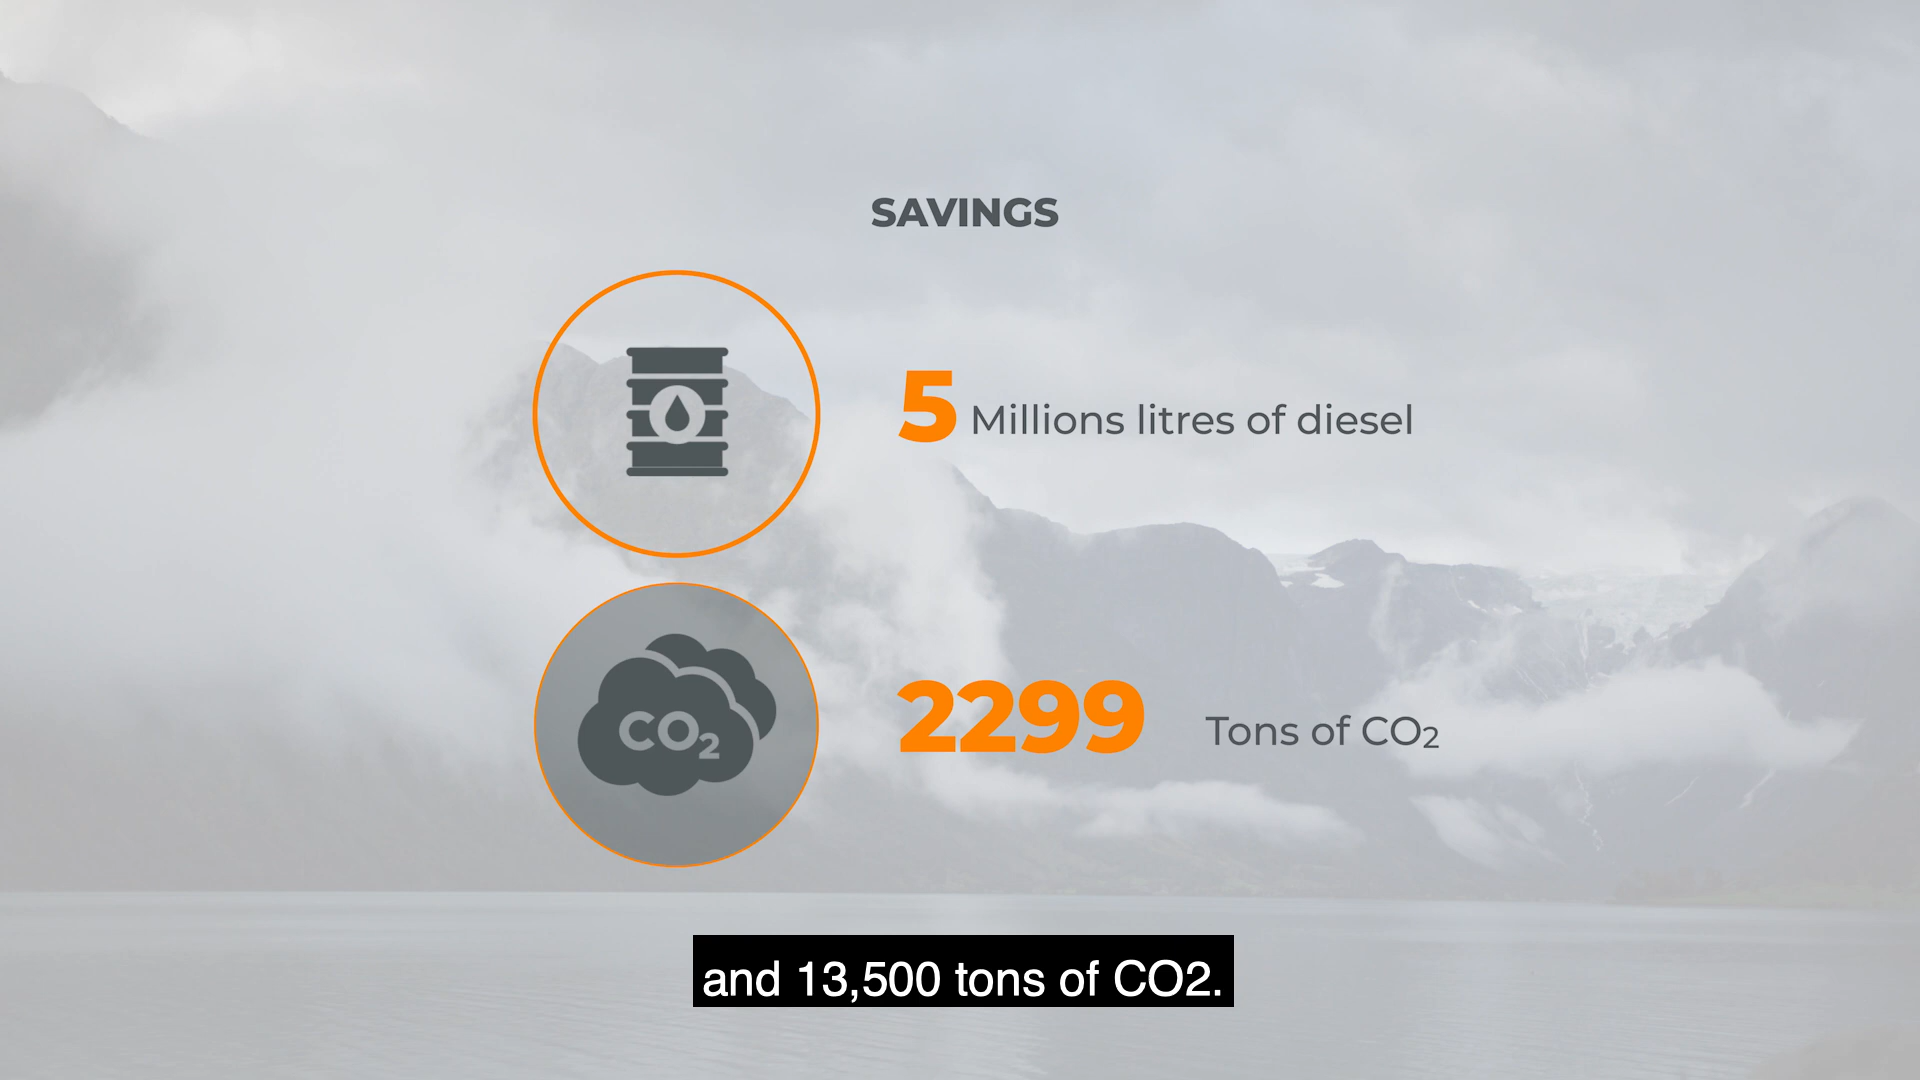 SAVINGS
5 Millions litres of diesel
CO₂
2299 Tons of CO₂
and 13,500 tons of CO2.